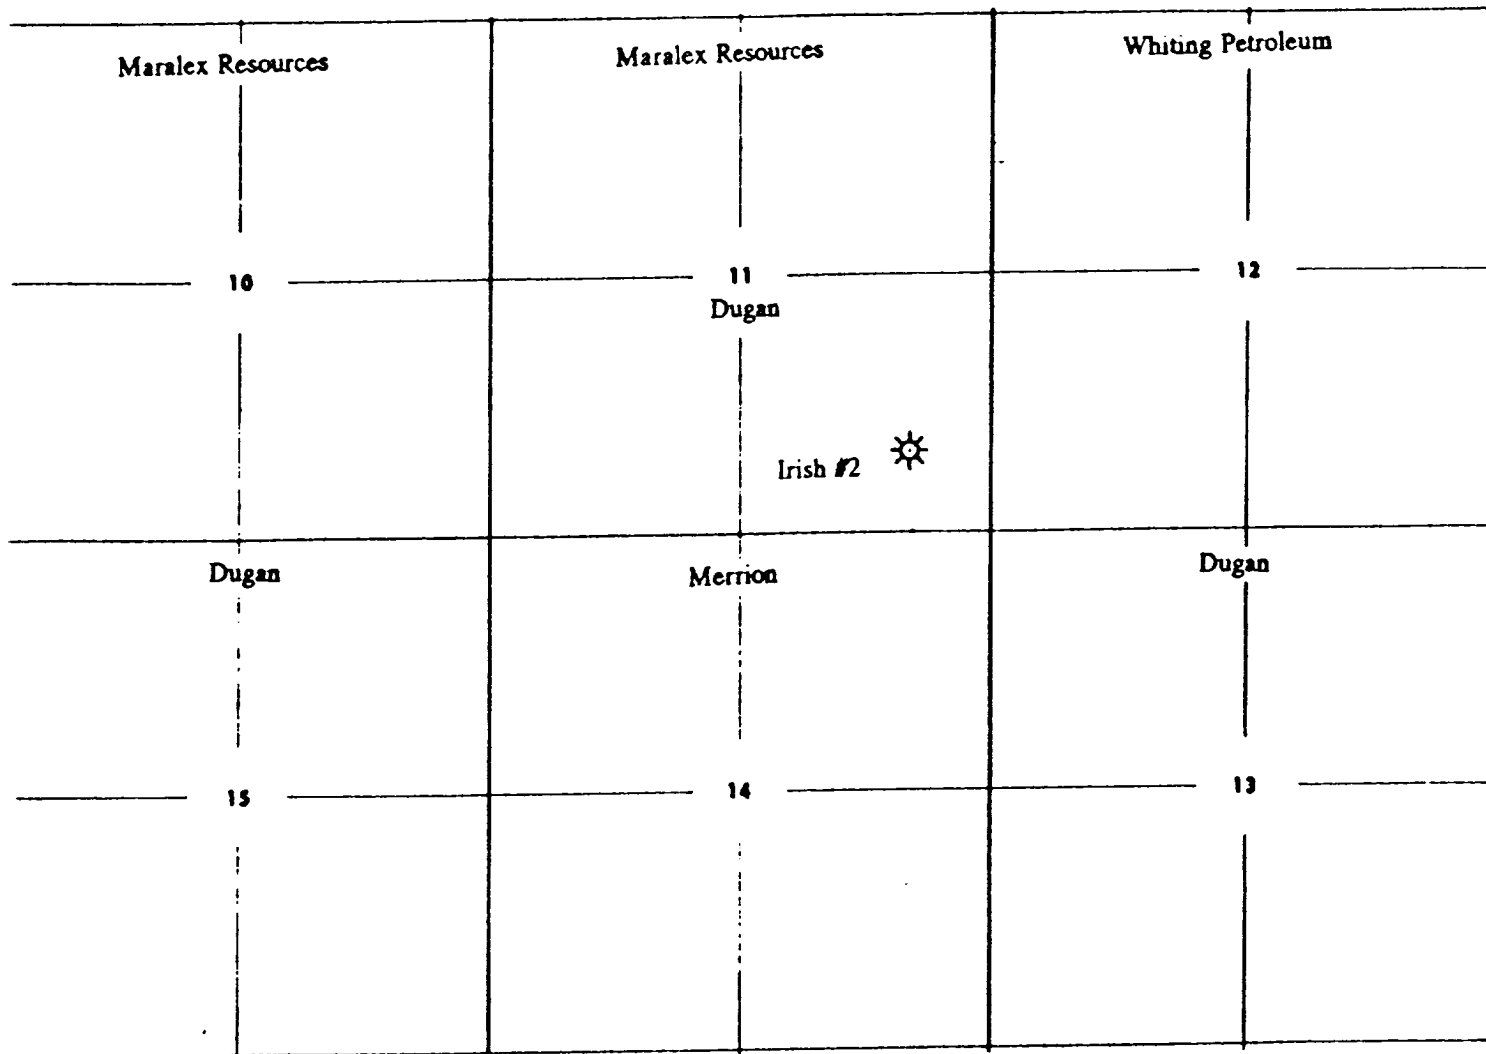 Maralex Resources
Maralex Resources
Whiting Petroleum
10
11
12
Dugan
Irish #2
Dugan
Merrion
Dugan
15
14
13